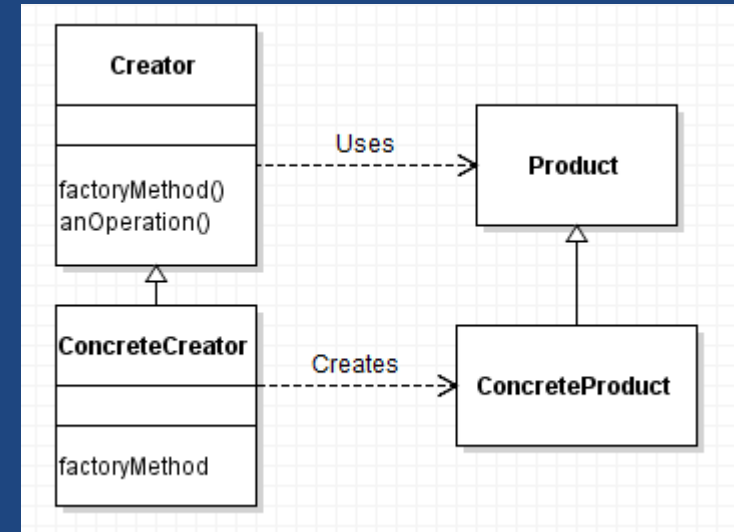 Creator
factoryMethod()
anOperation()
Uses
Product
ConcreteCreator
factoryMethod
Creates
ConcreteProduct